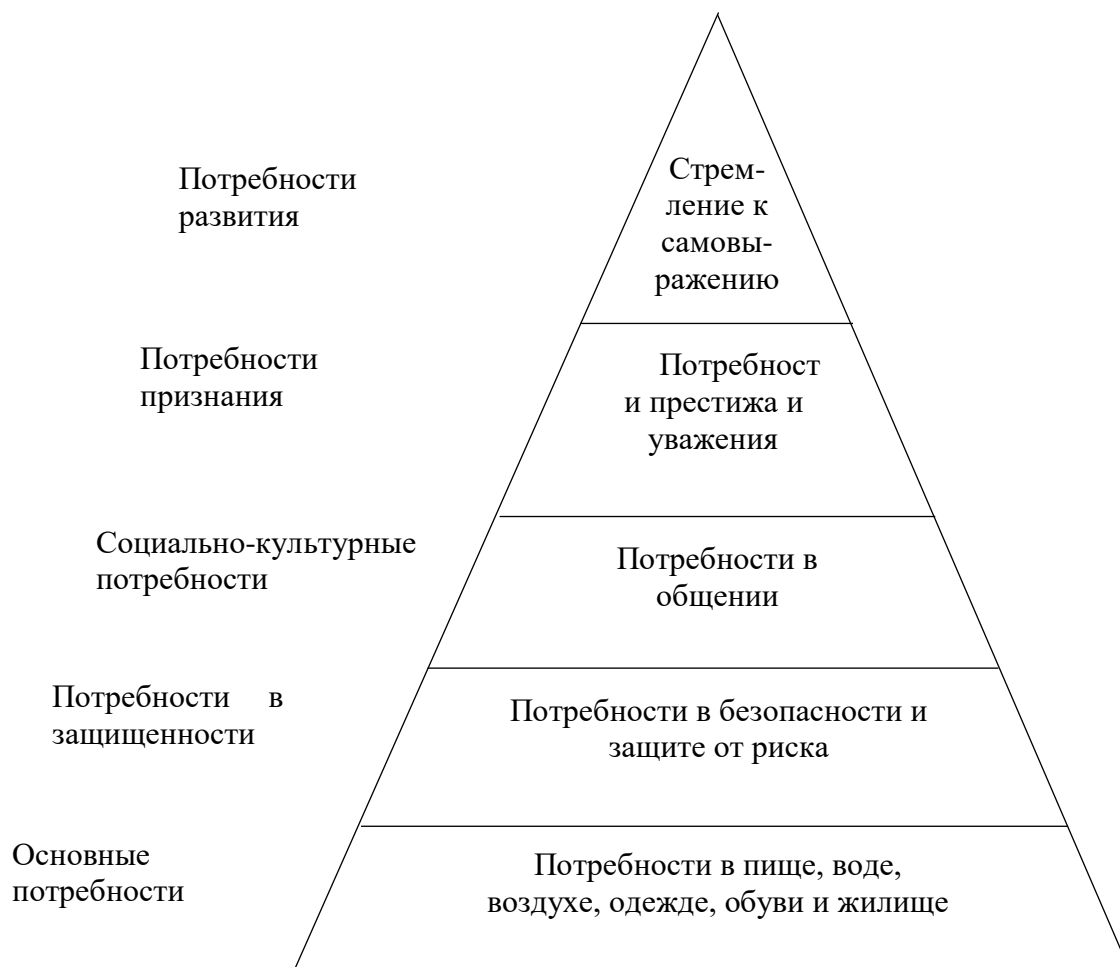 Потребности
развития
Стрем-
ление к
самовы-
ражению
Потребности
признания
Потребност
и престижа и
уважения
Социально-культурные
потребности
Потребности в
общении
Потребности в
защищенности
Потребности в безопасности и
защите от риска
Основные
потребности
Потребности в пище, воде,
воздухе, одежде, обуви и жилище